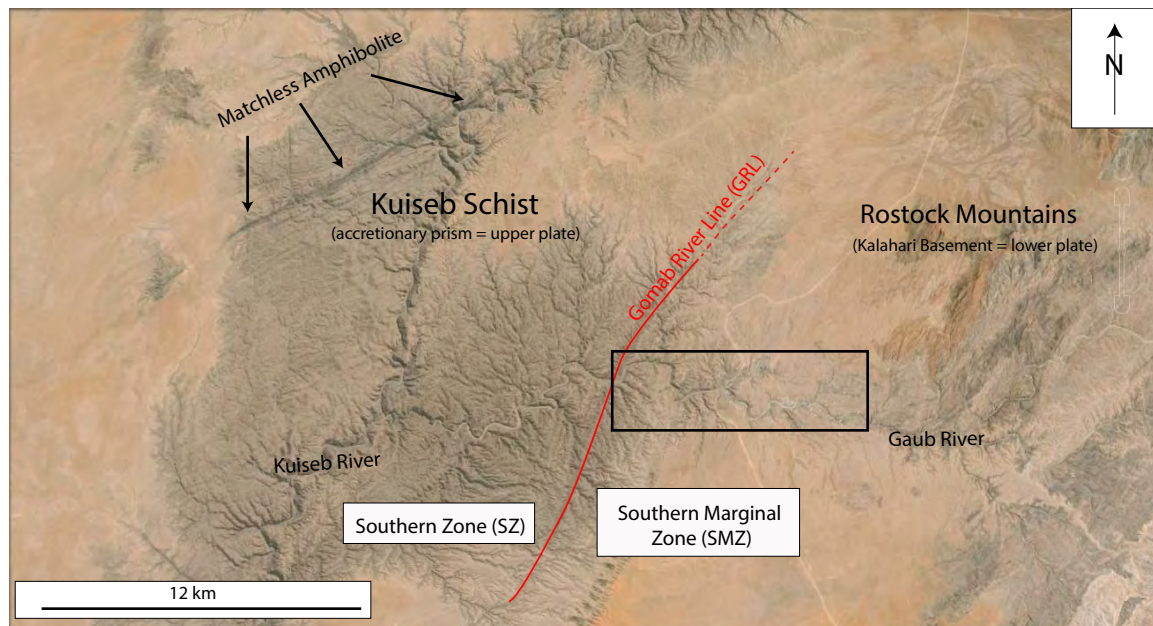 Matchless Amphibolite
N
Kuiseb Schist
(accretionary prism = upper plate)
Gomab River Line (GRL)
Rostock Mountains
(Kalahari Basement = lower plate)
Kuiseb River
Gaub River
Southern Zone (SZ)
Southern Marginal
Zone (SMZ)
12 km